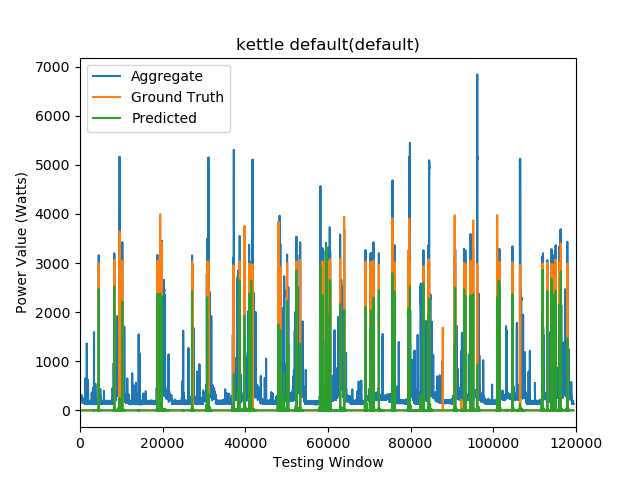 kettle default(default)
Aggregate
Ground Truth
Predicted
7000
6000
5000
4000
3000
2000
1000
0
Power Value (Watts)
0 20000 40000 60000 80000 100000 120000
Testing Window